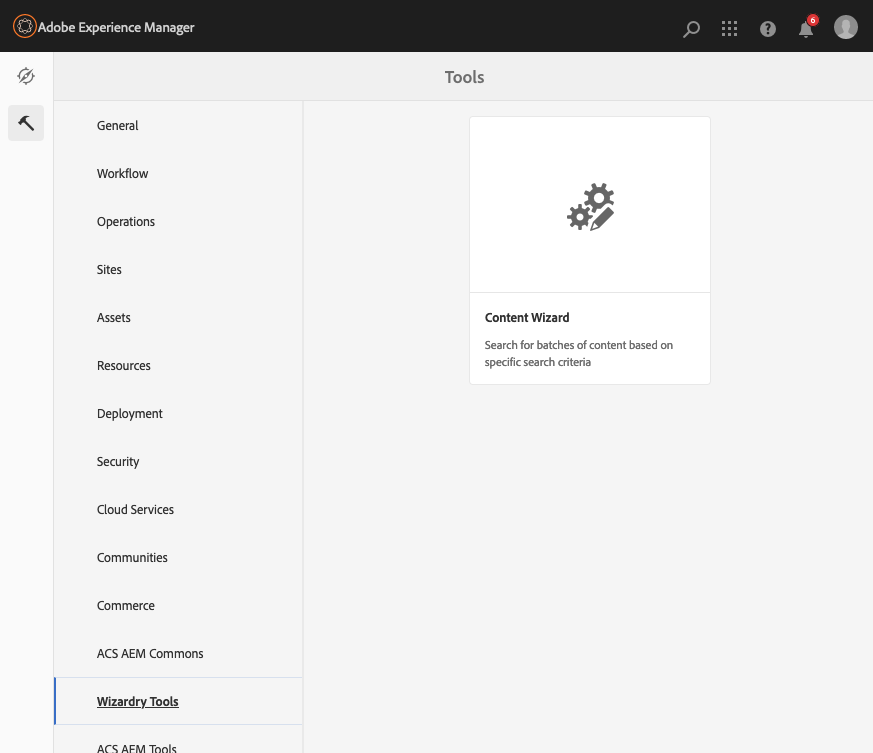 Adobe Experience Manager
6
Tools
General
Workflow
Operations
Sites
Assets
Resources
Deployment
Security
Cloud Services
Communities
Commerce
ACS AEM Commons
Wizardry Tools
ACS AEM Tools
Content Wizard
Search for batches of content based on
specific search criteria